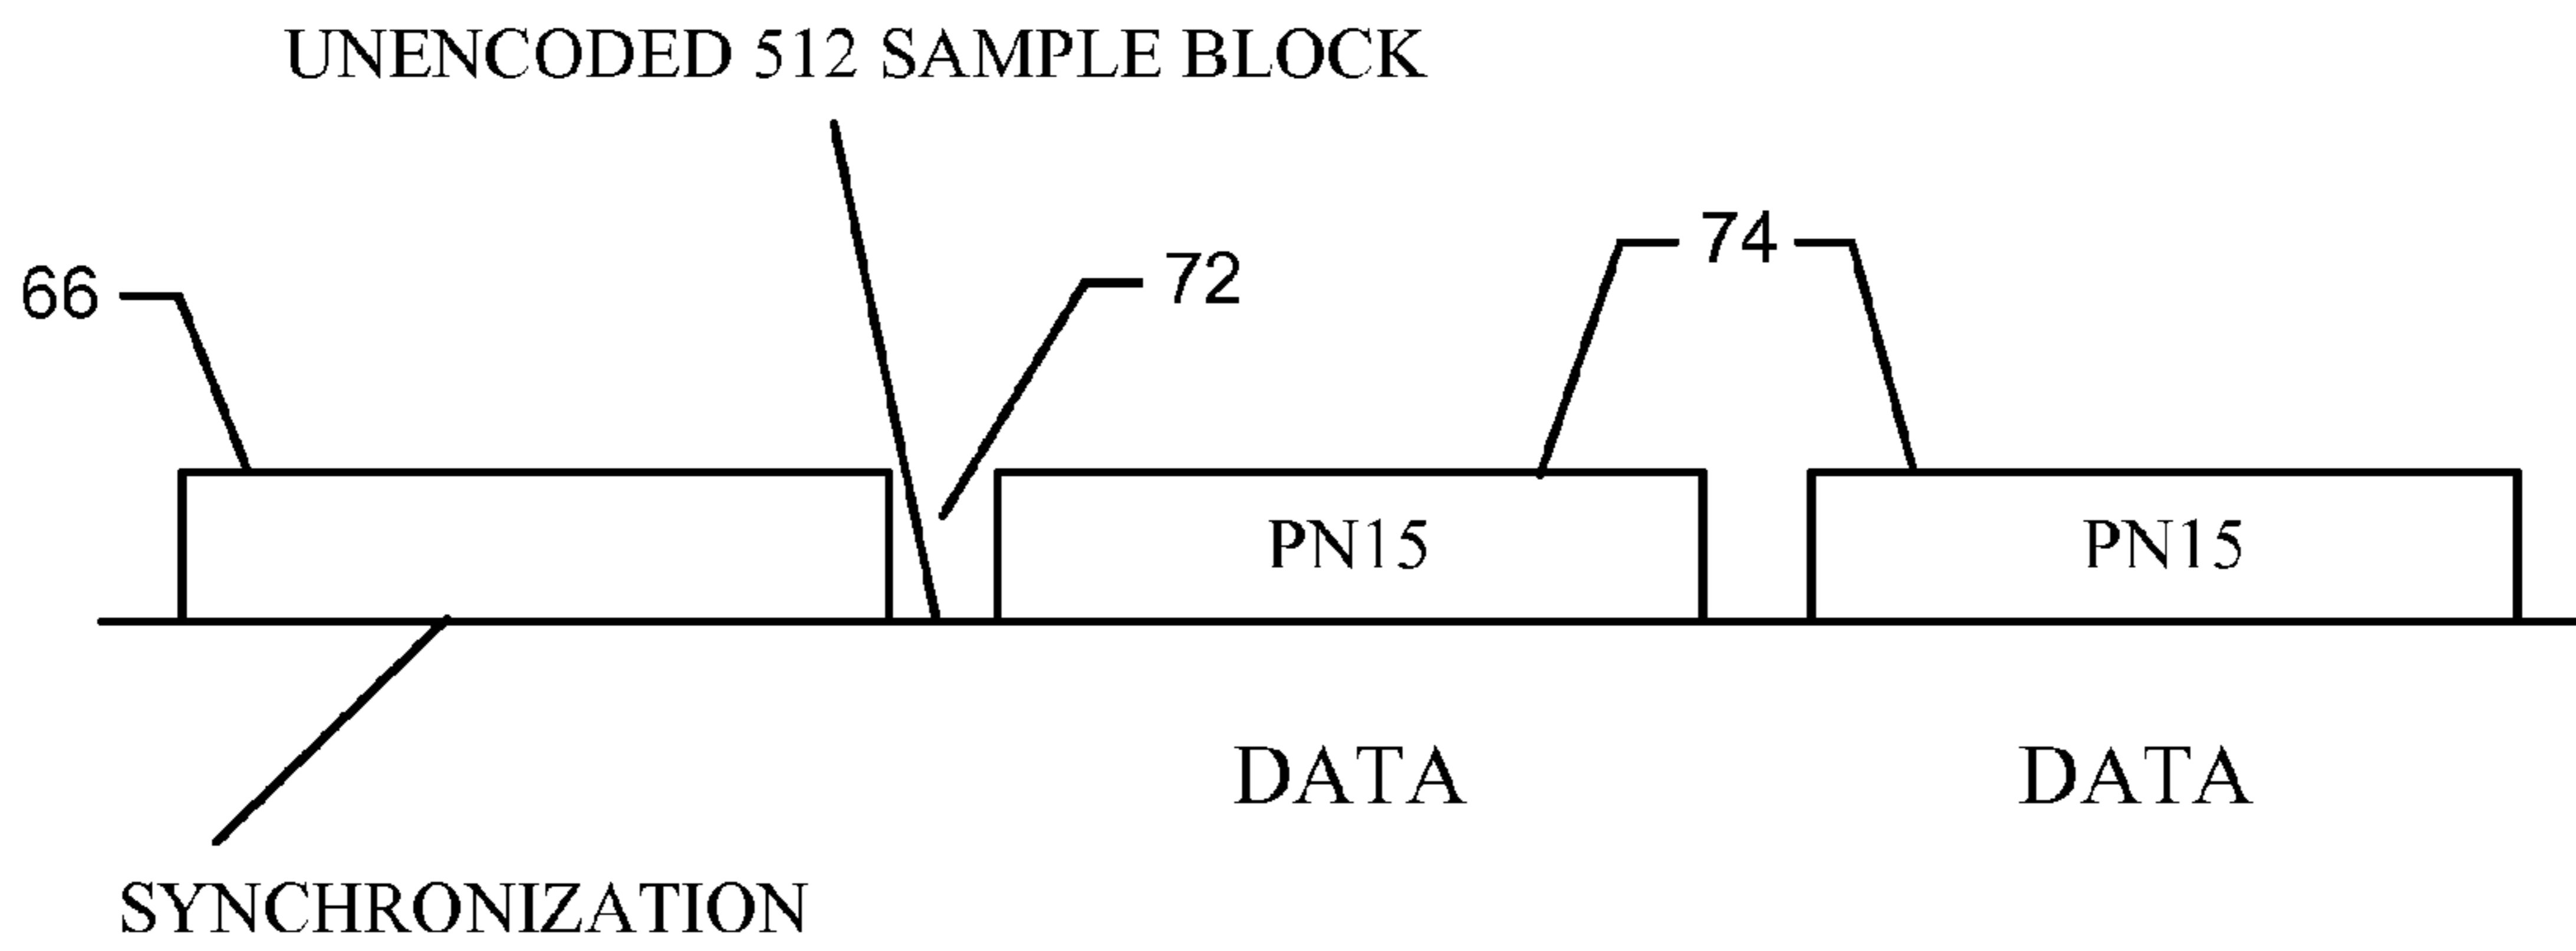 UNENCODED 512 SAMPLE BLOCK
74
72
66
PN15 PN15
DATA DATA
SYNCHRONIZATION